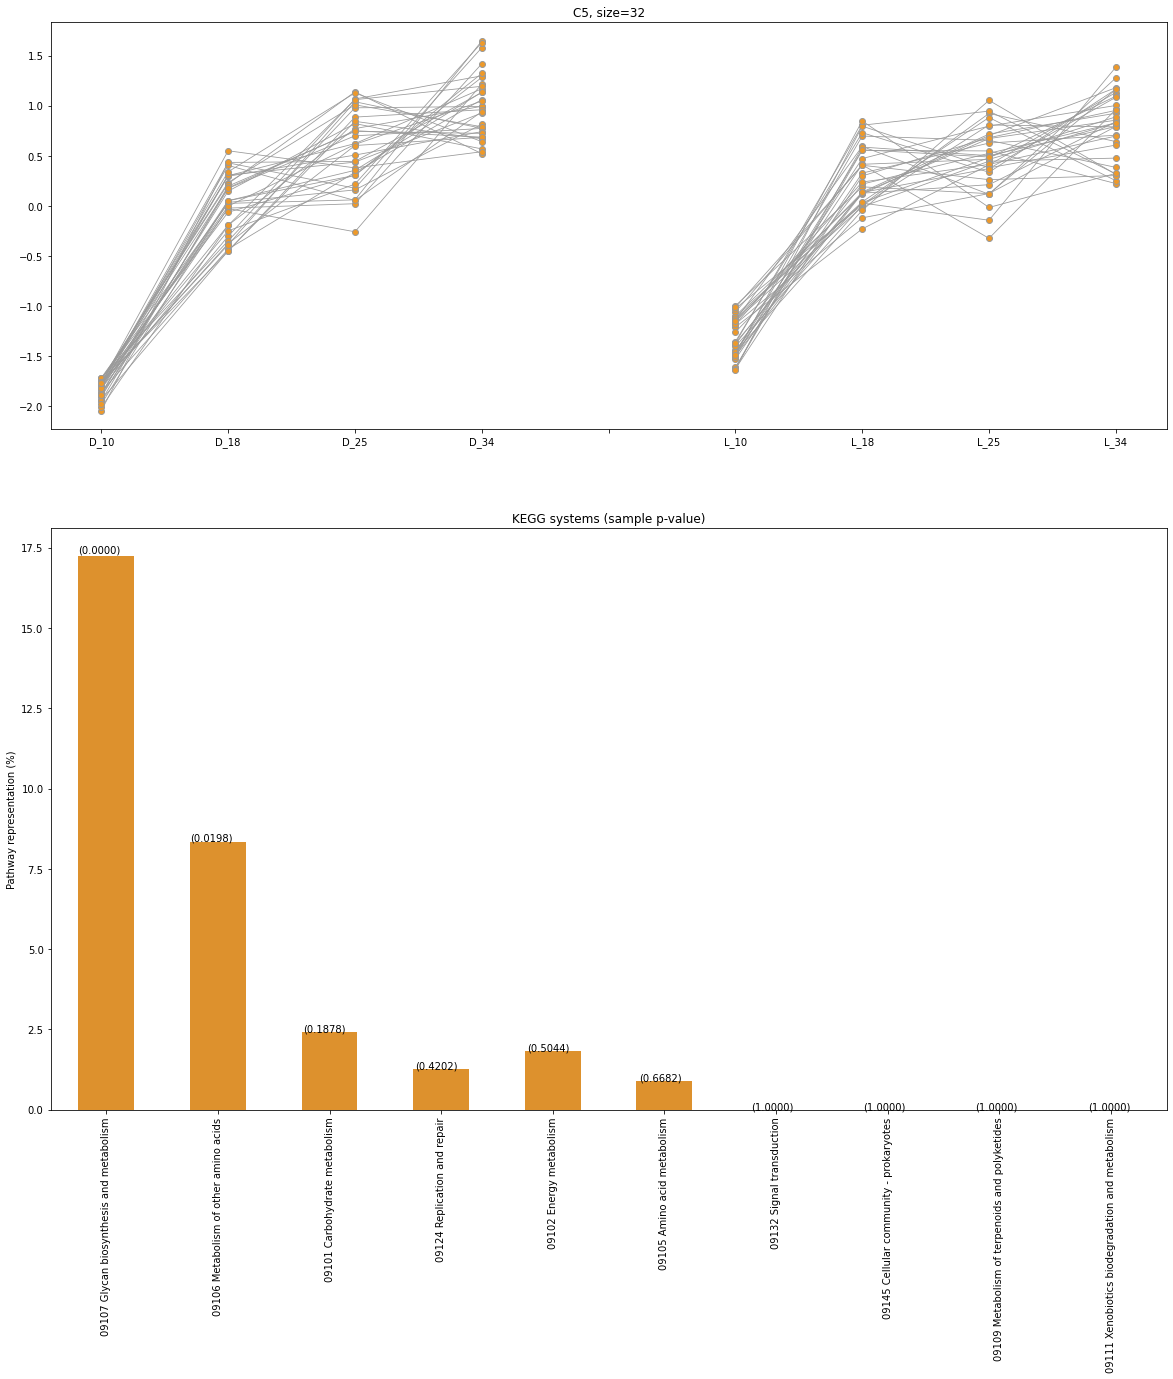 C5, size=32
1.5
1.0
0.5
0.0
−0.5
−1.0
−1.5
−2.0
D_10 D_18 D_25 D_34 L_10 L_18 L_25 L_34
KEGG systems (sample p-value)
Pathway representation (%)
17.5
15.0
12.5
10.0
7.5
5.0
2.5
0.0
(0.0000)
(0.0198)
(0.1878)
(0.4202)
(0.5044)
(0.6682)
(1.0000)
(1.0000)
(1.0000)
(1.0000)
09107 Glycan biosynthesis and metabolism
09106 Metabolism of other amino acids
09101 Carbohydrate metabolism
09124 Replication and repair
09102 Energy metabolism
09105 Amino acid metabolism
09132 Signal transduction
09145 Cellular community - prokaryotes
09109 Metabolism of terpenoids and polyketides
09111 Xenobiotics biodegradation and metabolism